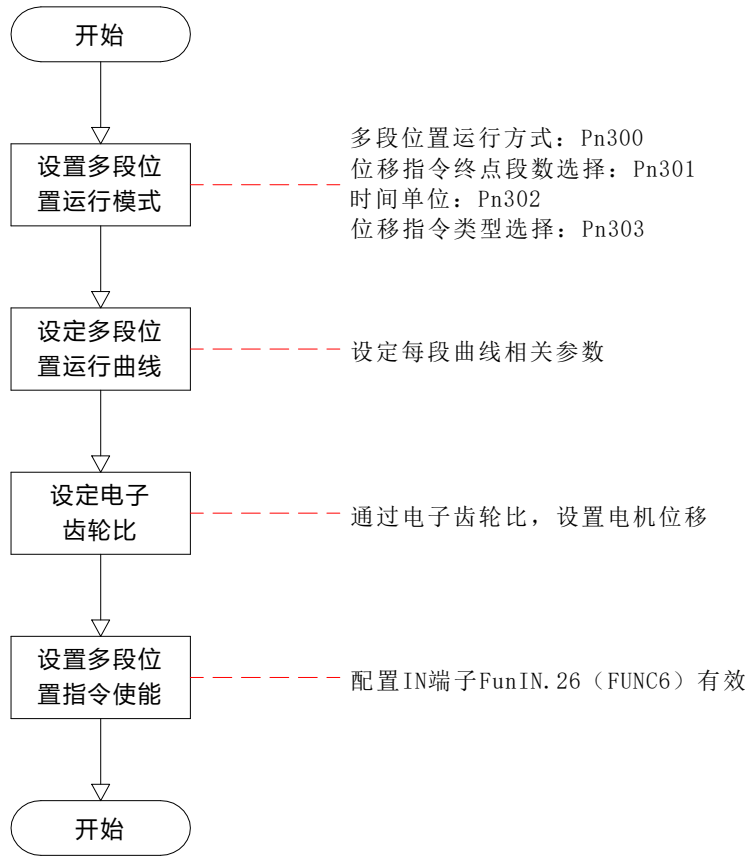 开始
设置多段位
置运行模式
多段位置运行方式：Pn300
位移指令终点段数选择：Pn301
时间单位：Pn302
位移指令类型选择：Pn303
设定多段位
置运行曲线
设定每段曲线相关参数
设定电子
齿轮比
通过电子齿轮比，设置电机位移
设置多段位
置指令使能
配置IN端子FunIN.26（FUNC6）有效
开始